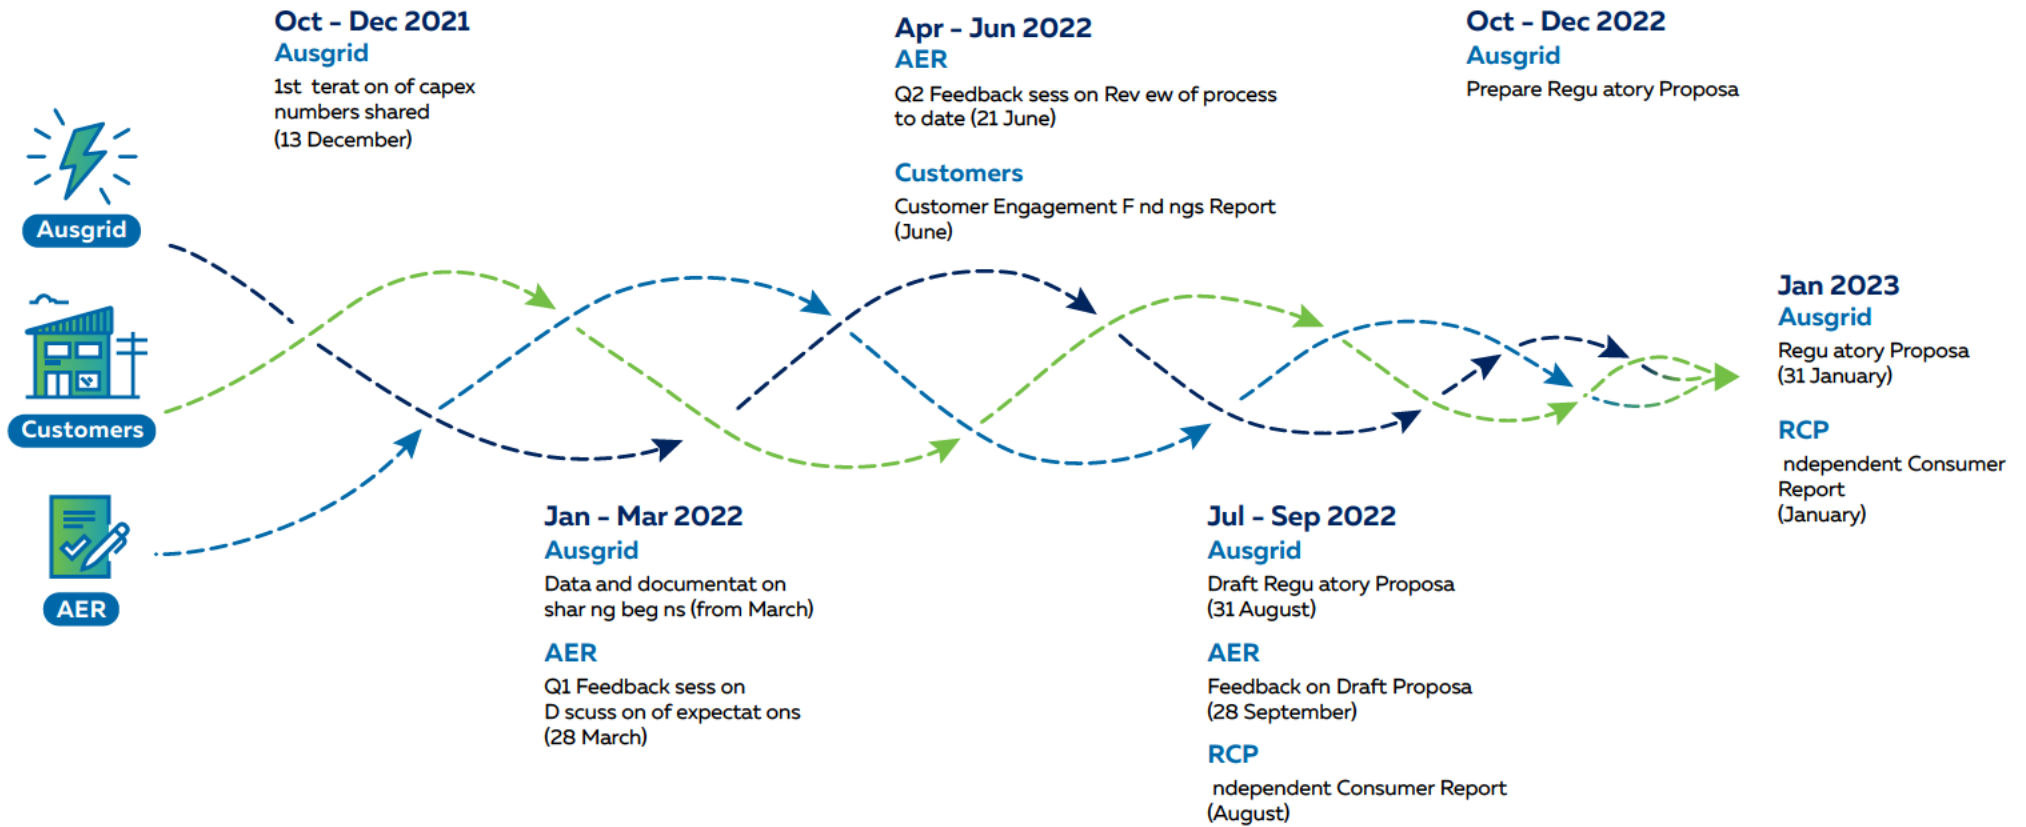 Oct – Dec 2021
Ausgrid
1st terat on of capex
numbers shared
(13 December)
Apr – Jun 2022
AER
Q2 Feedback sess on Rev ew of process
to date (21 June)
Customers
Customer Engagement F nd ngs Report
(June)
Oct – Dec 2022
Ausgrid
Prepare Regu atory Proposa
Ausgrid
Customers
AER
Jan – Mar 2022
Ausgrid
Data and documentat on
shar ng beg ns (from March)
AER
Q1 Feedback sess on
D scuss on of expectat ons
(28 March)
Jul – Sep 2022
Ausgrid
Draft Regu atory Proposa
(31 August)
AER
Feedback on Draft Proposa
(28 September)
RCP
ndependent Consumer Report
(August)
Jan 2023
Ausgrid
Regu atory Proposa
(31 January)
RCP
ndependent Consumer
Report
(January)